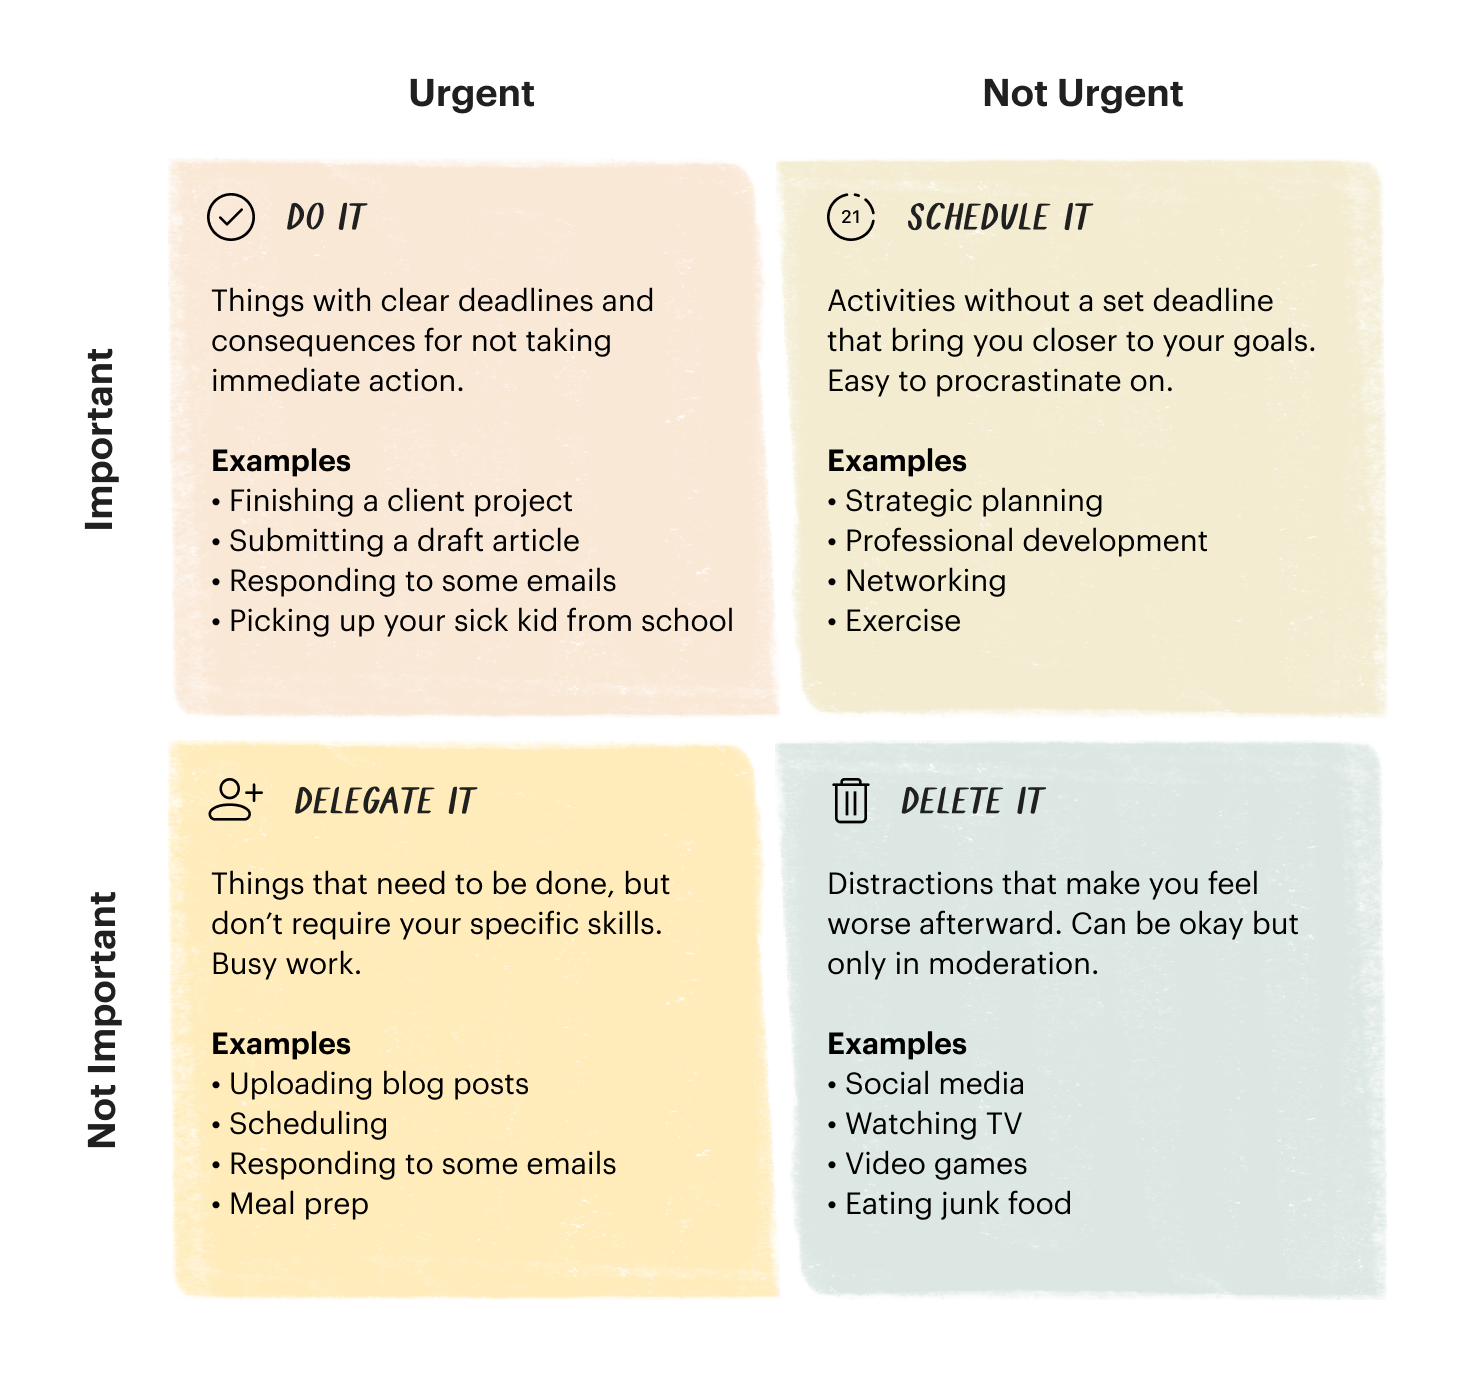 Urgent
Not Urgent
Important
DO IT
Things with clear deadlines and
consequences for not taking
immediate action.
Examples
• Finishing a client project
• Submitting a draft article
• Responding to some emails
• Picking up your sick kid from school
21
SCHEDULE IT
Activities without a set deadline
that bring you closer to your goals.
Easy to procrastinate on.
Examples
• Strategic planning
• Professional development
• Networking
• Exercise
Not Important
DELEGATE IT
Things that need to be done, but
don’t require your specific skills.
Busy work.
Examples
• Uploading blog posts
• Scheduling
• Responding to some emails
• Meal prep
DELETE IT
Distractions that make you feel
worse afterward. Can be okay but
only in moderation.
Examples
• Social media
• Watching TV
• Video games
• Eating junk food